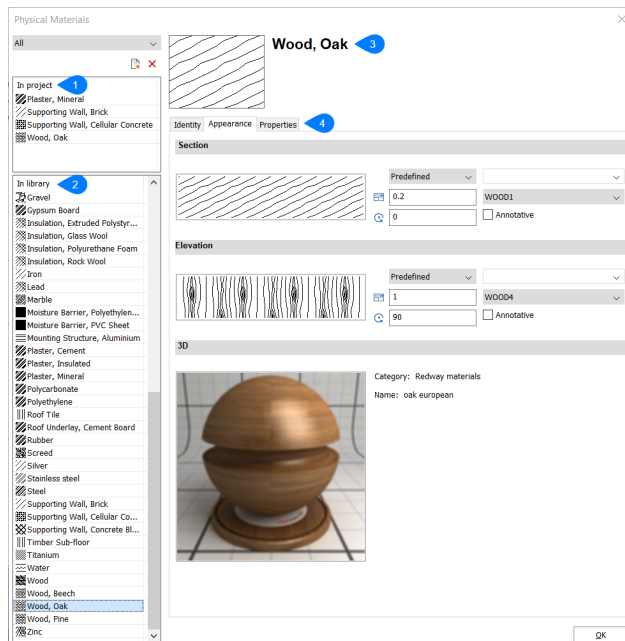 Physical Materials
All
Wood, Oak
3
In project
1
Plaster, Mineral
Supporting Wall, Brick
Supporting Wall, Cellular Concrete
Wood, Oak
Identity
Appearance
Properties
4
In library
2
Gravel
Gypsum Board
Insulation, Extruded Polystyr...
Insulation, Glass Wool
Insulation, Polyurethane Foam
Insulation, Rock Wool
Iron
Lead
Marble
Moisture Barrier, Polyethylen...
Moisture Barrier, PVC Sheet
Mounting Structure, Aluminium
Plaster, Cement
Plaster, Insulated
Plaster, Mineral
Polycarbonate
Polyethylene
Roof Tile
Roof Underlay, Cement Board
Rubber
Screed
Silver
Stainless steel
Steel
Supporting Wall, Brick
Supporting Wall, Cellular Co...
Supporting Wall, Concrete Bl...
Timber Sub-floor
Titanium
Water
Wood
Wood, Beech
Wood, Oak
Wood, Pine
Zinc
Section
Predefined
0.2
WOOD1
0
Annotative
Elevation
Predefined
1
WOOD4
90
Annotative
3D
Category: Redway materials
Name: oak european
OK